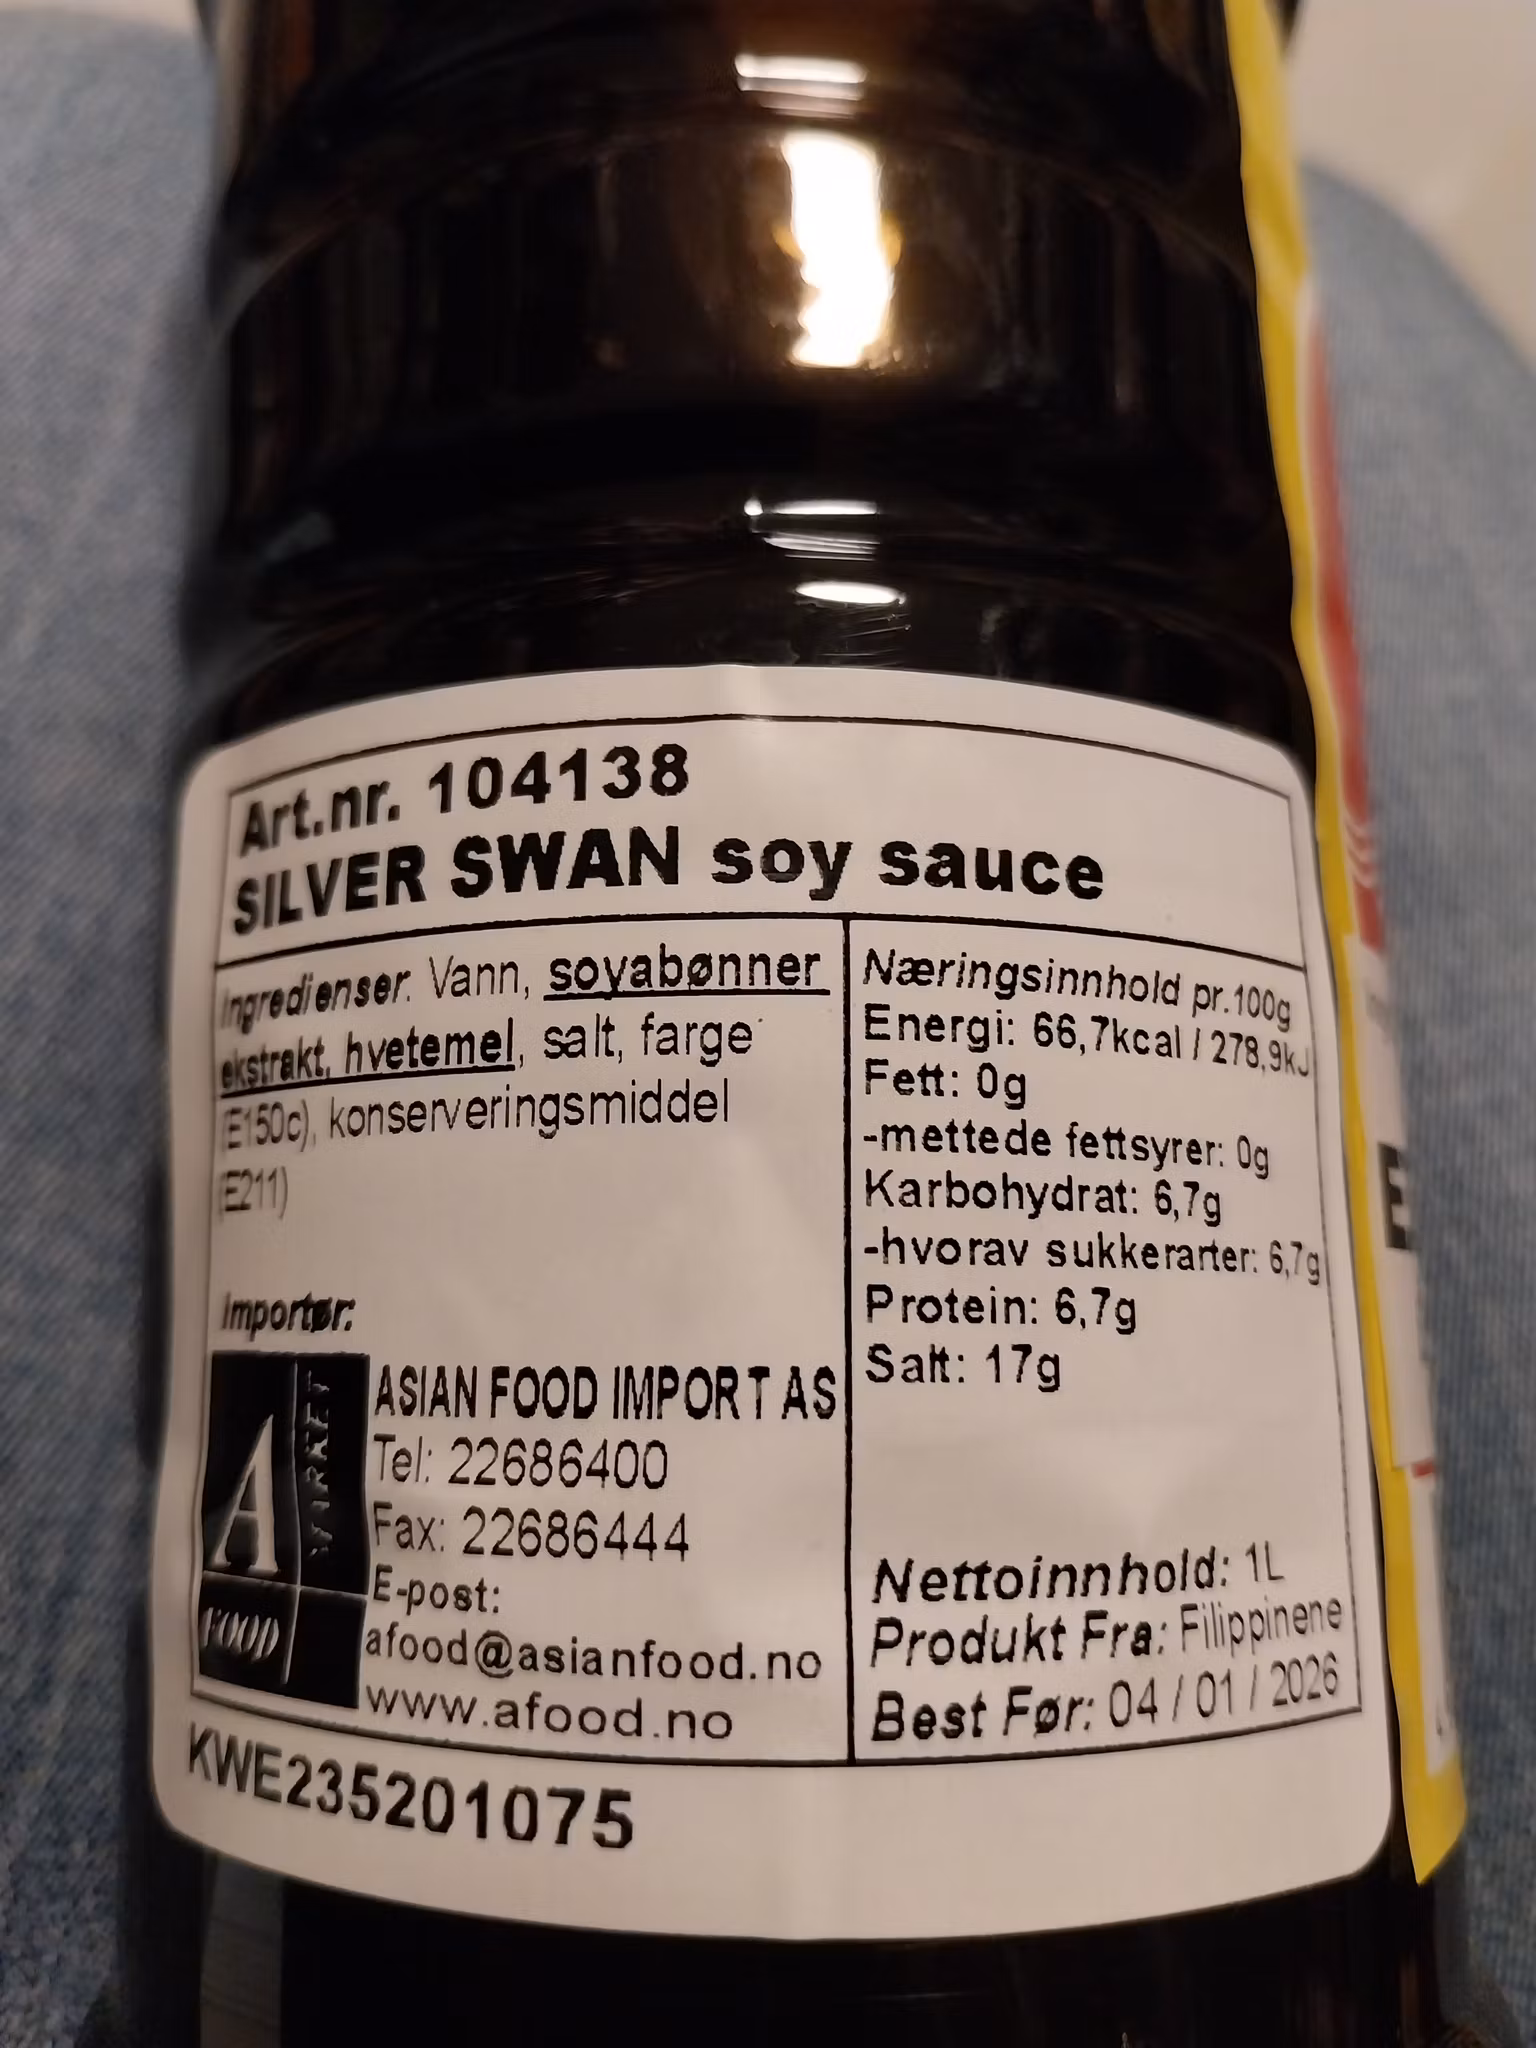 Art.nr. 104138
SILVER SWAN soy sauce
Ingredienser. Vann, soyabønner
ekstrakt, hvetemel, salt, farge
(E150c), konserveringsmiddel
(E211)
Importør:
A VAREFT
FOOD
ASIAN FOOD IMPORT AS
Tel: 22686400
Fax: 22686444
E-post:
afood@asianfood.no
www.afood.no
Næringsinnhold pr.100g
Energi: 66,7kcal / 278,9kJ
Fett: 0g
-mettede fettsyrer: 0g
Karbohydrat: 6,7g
-hvorav sukkerarter: 6,7g
Protein: 6,7g
Salt: 17g
Nettoinnhold: 1L
Produkt Fra: Filippinene
Best Før: 04 / 01 / 2026
KWE235201075